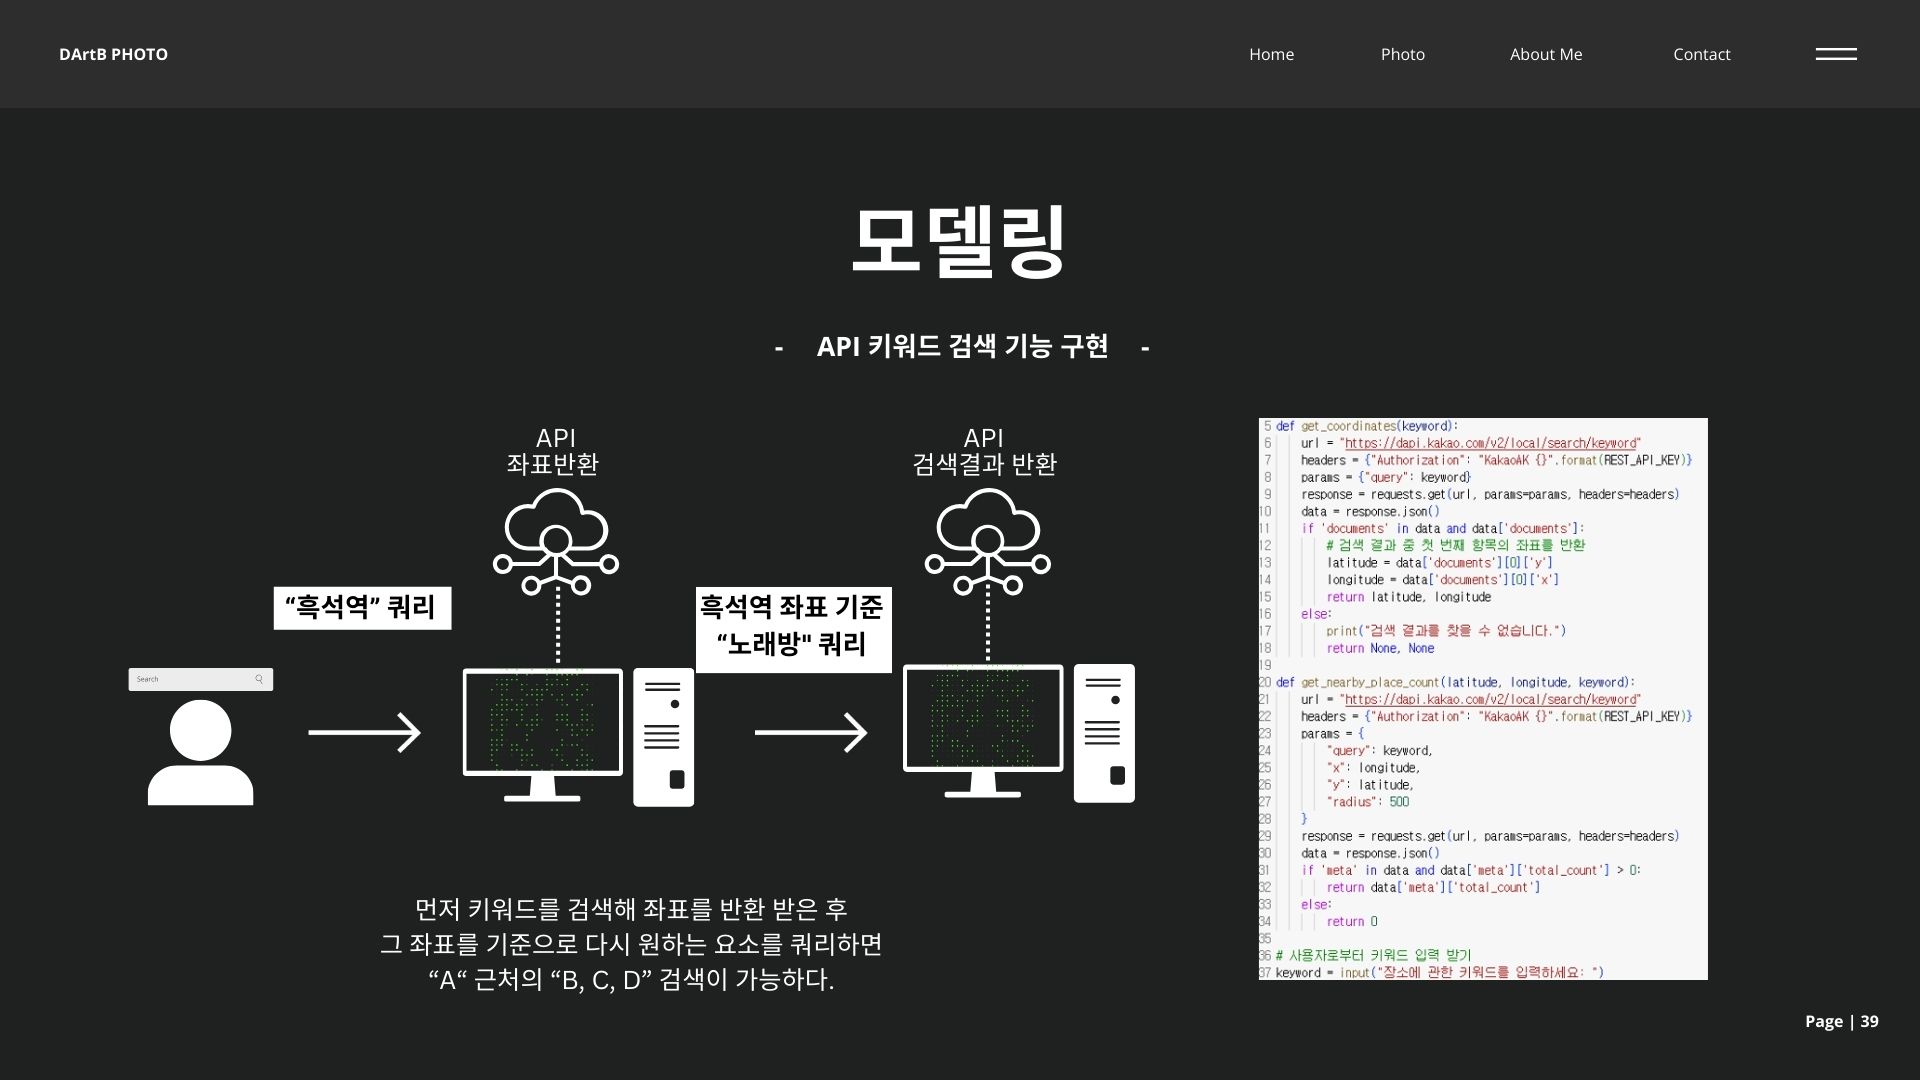 DArtB PHOTO
Home
Photo
About Me
Contact
모델링
- API 키워드 검색 기능 구현 -
API
좌표반환
API
검색결과 반환
“흑석역” 쿼리
흑석역 좌표 기준
“노래방" 쿼리
Search
먼저 키워드를 검색해 좌표를 반환 받은 후
그 좌표를 기준으로 다시 원하는 요소를 쿼리하면
“A“ 근처의 “B, C, D” 검색이 가능하다.
5 def get_coordinates(keyword):
6 url = "https://dapi.kakao.com/v2/local/search/keyword"
7 headers = {"Authorization": "KakaoAK {}".format(REST_API_KEY)}
8 params = {"query": keyword}
9 response = requests.get(url, params=params, headers=headers)
10 data = response.json()
11 if 'documents' in data and data['documents']:
12 # 검색 결과 중 첫 번째 항목의 좌표를 반환
13 latitude = data['documents'][0]['y']
14 longitude = data['documents'][0]['x']
15 return latitude, longitude
16 else:
17 print("검색 결과를 찾을 수 없습니다.")
18 return None, None
19
20 def get_nearby_place_count(latitude, longitude, keyword):
21 url = "https://dapi.kakao.com/v2/local/search/keyword"
22 headers = {"Authorization": "KakaoAK {}".format(REST_API_KEY)}
23 params = {
24 "query": keyword,
25 "x": longitude,
26 "y": latitude,
27 "radius": 500
28 }
29 response = requests.get(url, params=params, headers=headers)
30 data = response.json()
31 if 'meta' in data and data['meta']['total_count'] > 0:
32 return data['meta']['total_count']
33 else:
34 return 0
35
36 # 사용자로부터 키워드 입력 받기
37 keyword = input("장소에 관한 키워드를 입력하세요: ")
Page | 39